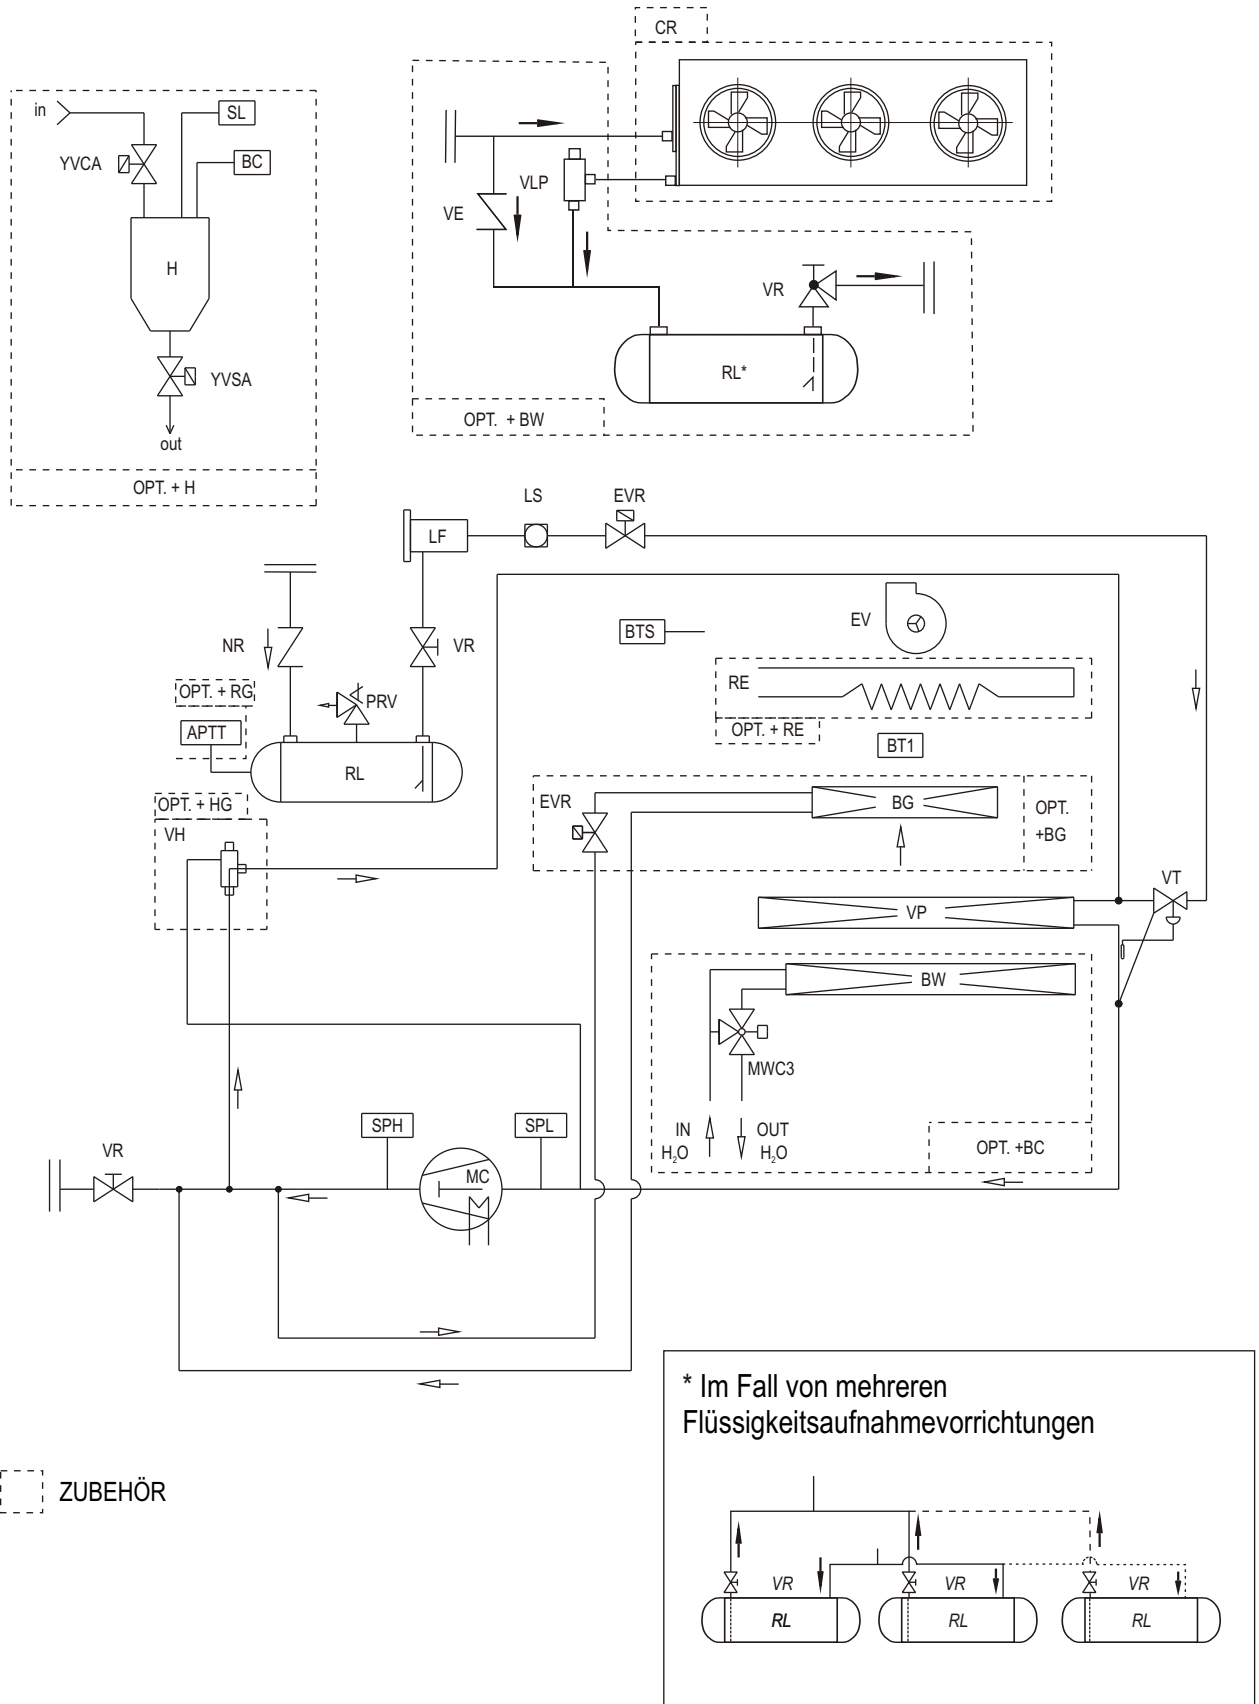 CR
in
SL
YVCA
BC
VLP
VE
H
VR
RL*
YVSA
OPT. + BW
out
OPT. + H
LS
EVR
LF
EV
BTS
NR
VR
RE
OPT. + RG
PRV
OPT. + RE
APTT
BT1
RL
OPT. + HG
EVR
BG
OPT.
+BG
VH
VT
VP
BW
MWC3
IN
H₂O
OUT
H₂O
OPT. +BC
SPH
SPL
VR
MC
* Im Fall von mehreren
Flüssigkeitsaufnahmevorrichtungen
ZUBEHÖR
VR
VR
VR
RL
RL
RL